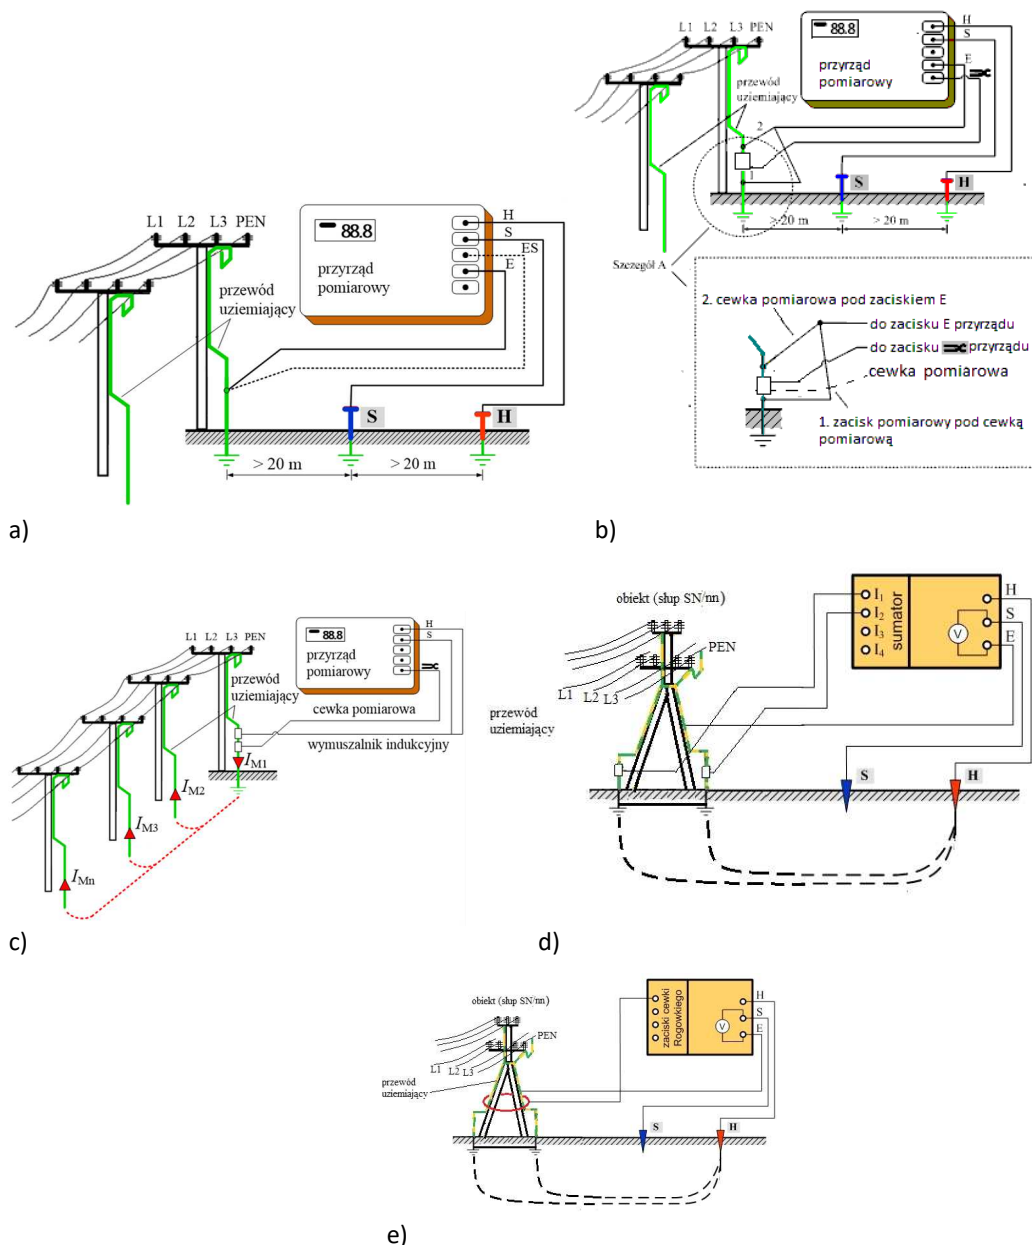 L1 L2 L3 PEN
88.8
przyrząd
pomiarowy
H
S
ES
E
przewód
uziemiający
S
H
> 20 m
> 20 m
a)
L1 L2 L3 PEN
88.8
przyrząd
pomiarowy
H
S
E
przewód
uziemiający
2
1
S
H
> 20 m
> 20 m
Szczegół A
2. cewka pomiarowa pod zaciskiem E
do zacisku E przyrządu
do zacisku przyrządu
cewka pomiarowa
1. zacisk pomiarowy pod cewką
pomiarową
b)
L1 L2 L3 PEN
88.8
przyrząd
pomiarowy
H
S
przewód
uziemiający
cewka pomiarowa
wymuszalnik indukcyjny
IM1
IM2
IM3
IMn
c)
obiekt (słup SN/nn)
PEN
L1 L2 L3
przewód
uziemiający
I1
I2
I3
I4
sumator
V
H
S
E
S
H
d)
obiekt (słup SN/nn)
PEN
L1 L2 L3
przewód
uziemiający
zaciski cewki
Rogowkiego
V
H
S
E
S
H
e)